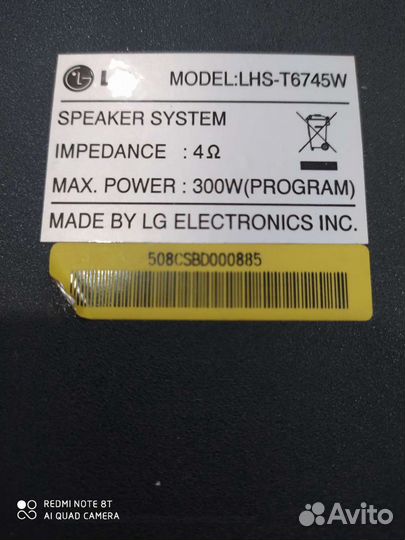 MODEL:LHS-T6745W
SPEAKER SYSTEM
IMPEDANCE : 4Ω
MAX. POWER : 300W(PROGRAM)
MADE BY LG ELECTRONICS INC.
508CSBD000885
REDMI NOTE 8T
AI QUAD CAMERA
Avito